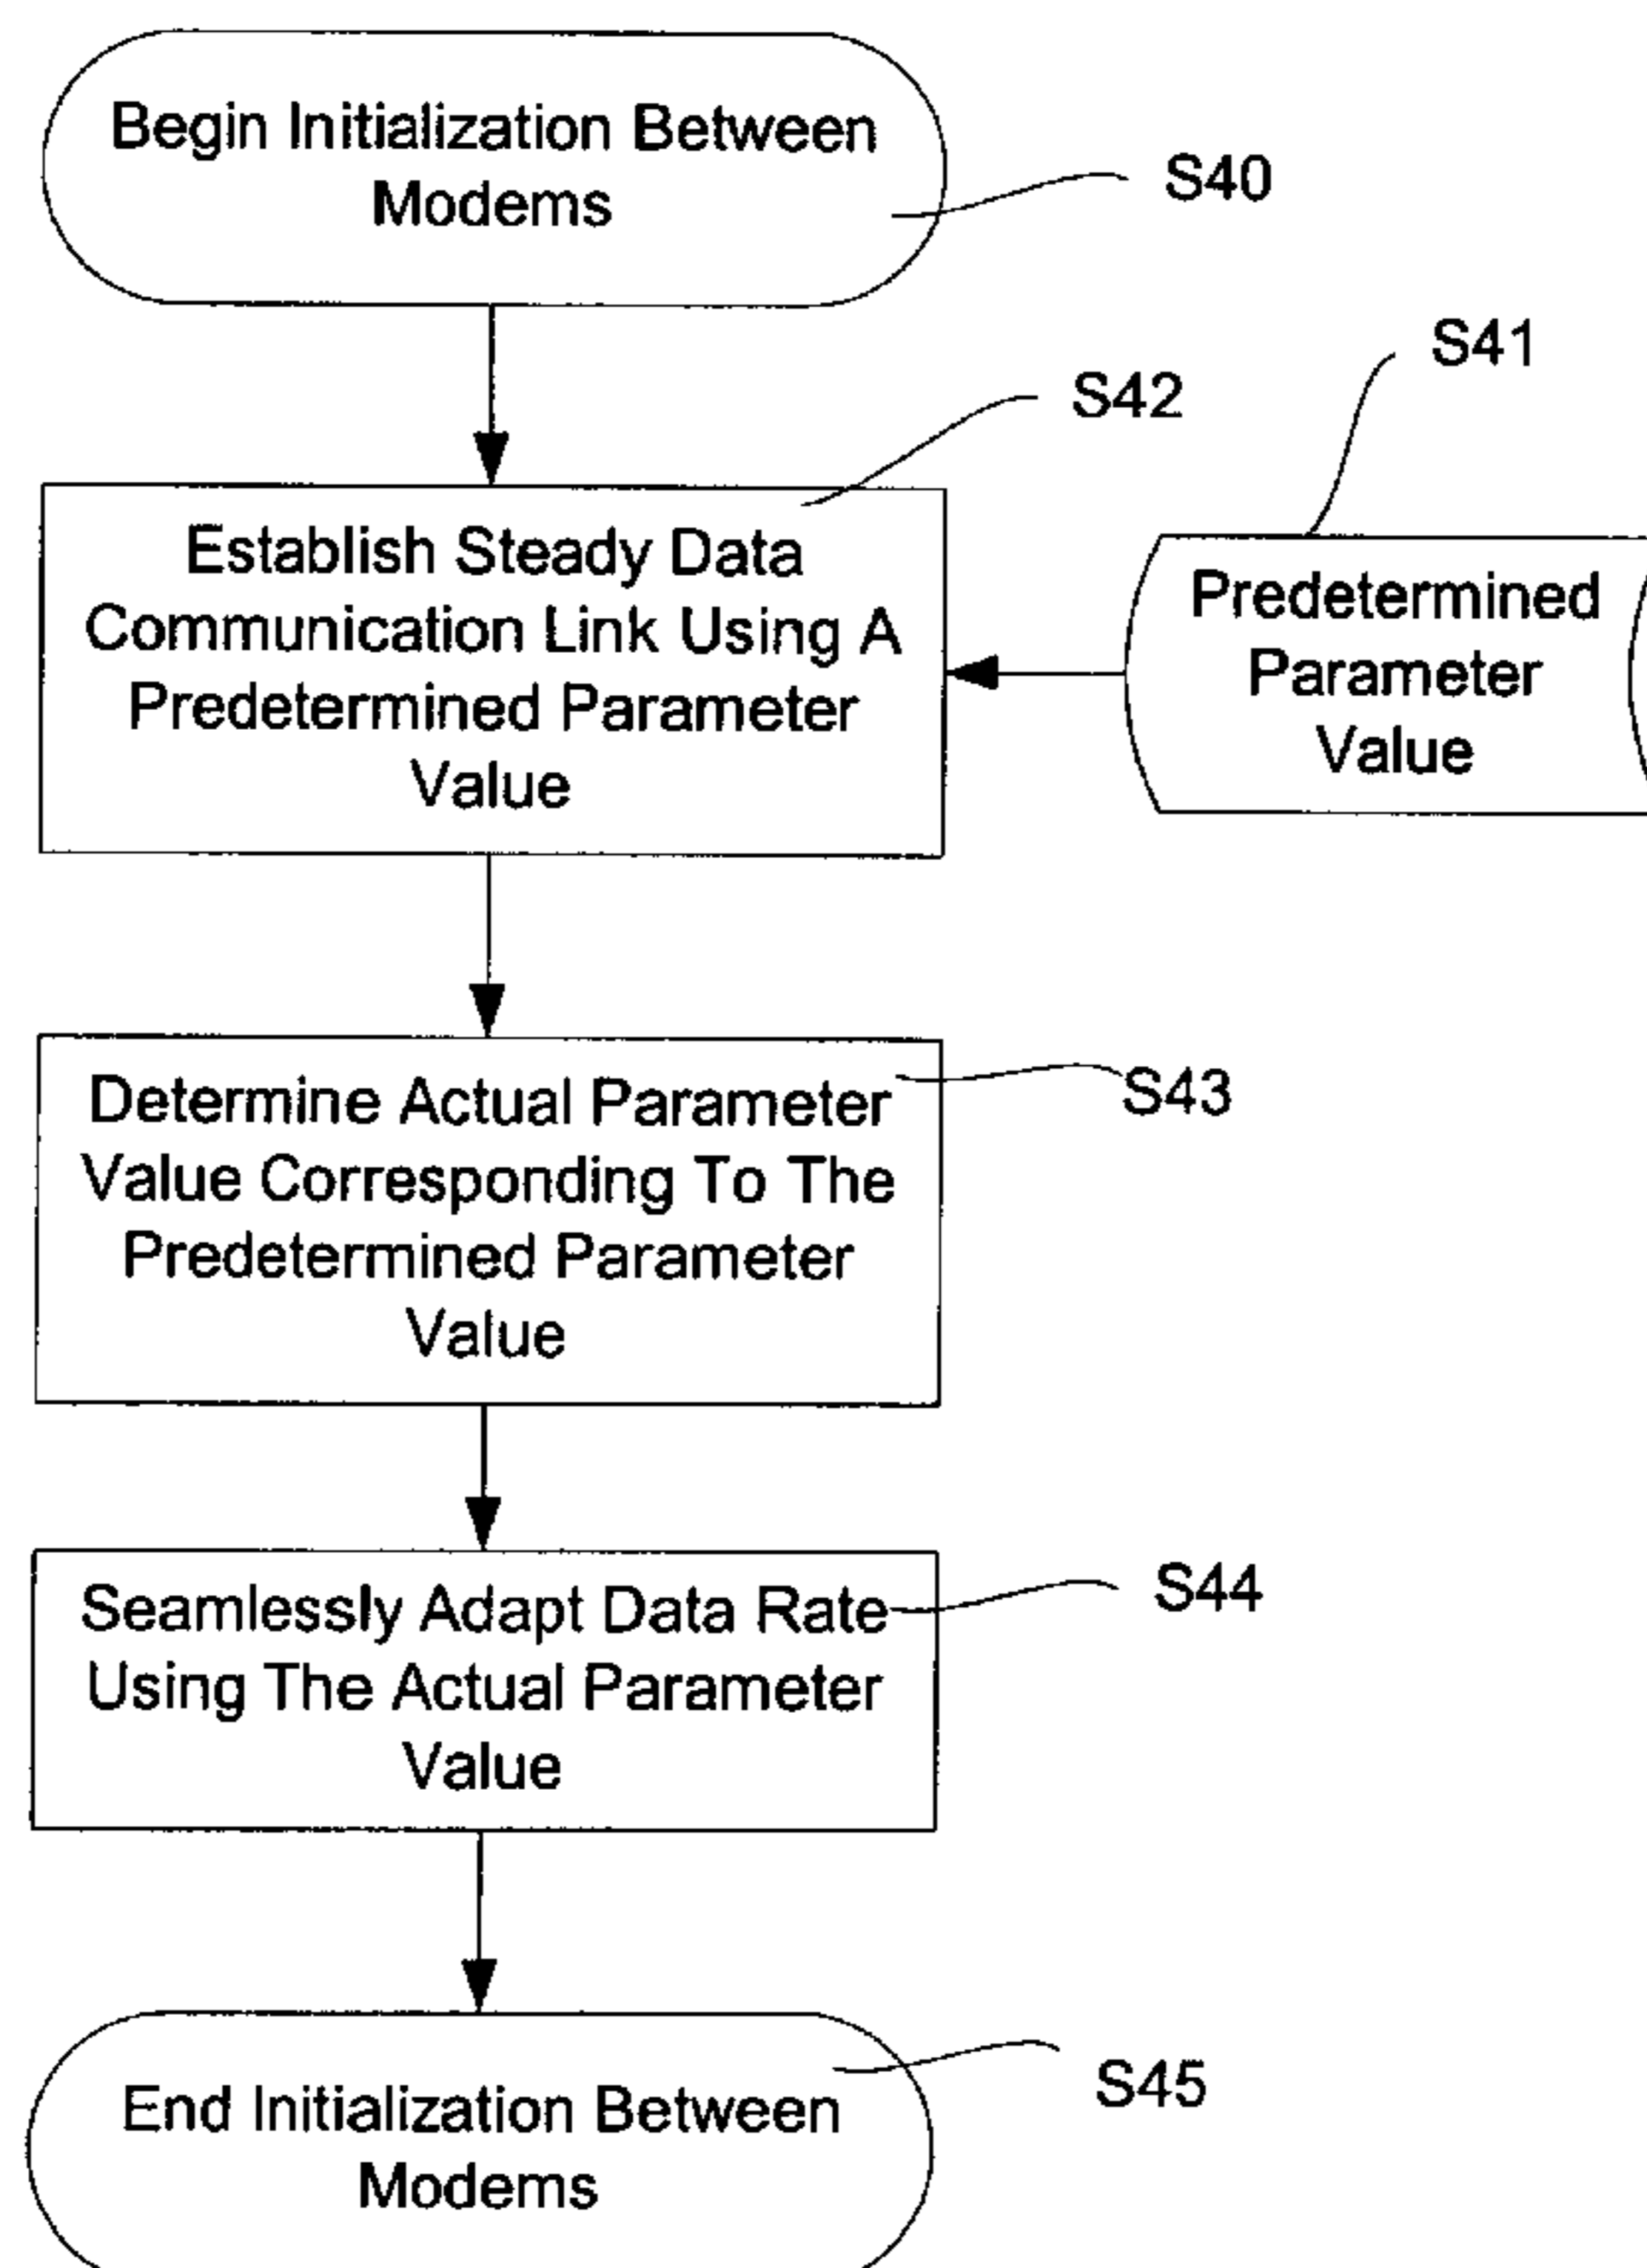 Begin Initialization Between
Modems
S40
S41
S42
Establish Steady Data
Communication Link Using A
Predetermined Parameter
Value
Predetermined
Parameter
Value
Determine Actual Parameter
Value Corresponding To The
Predetermined Parameter
Value
S43
Seamlessly Adapt Data Rate
Using The Actual Parameter
Value
S44
End Initialization Between
Modems
S45